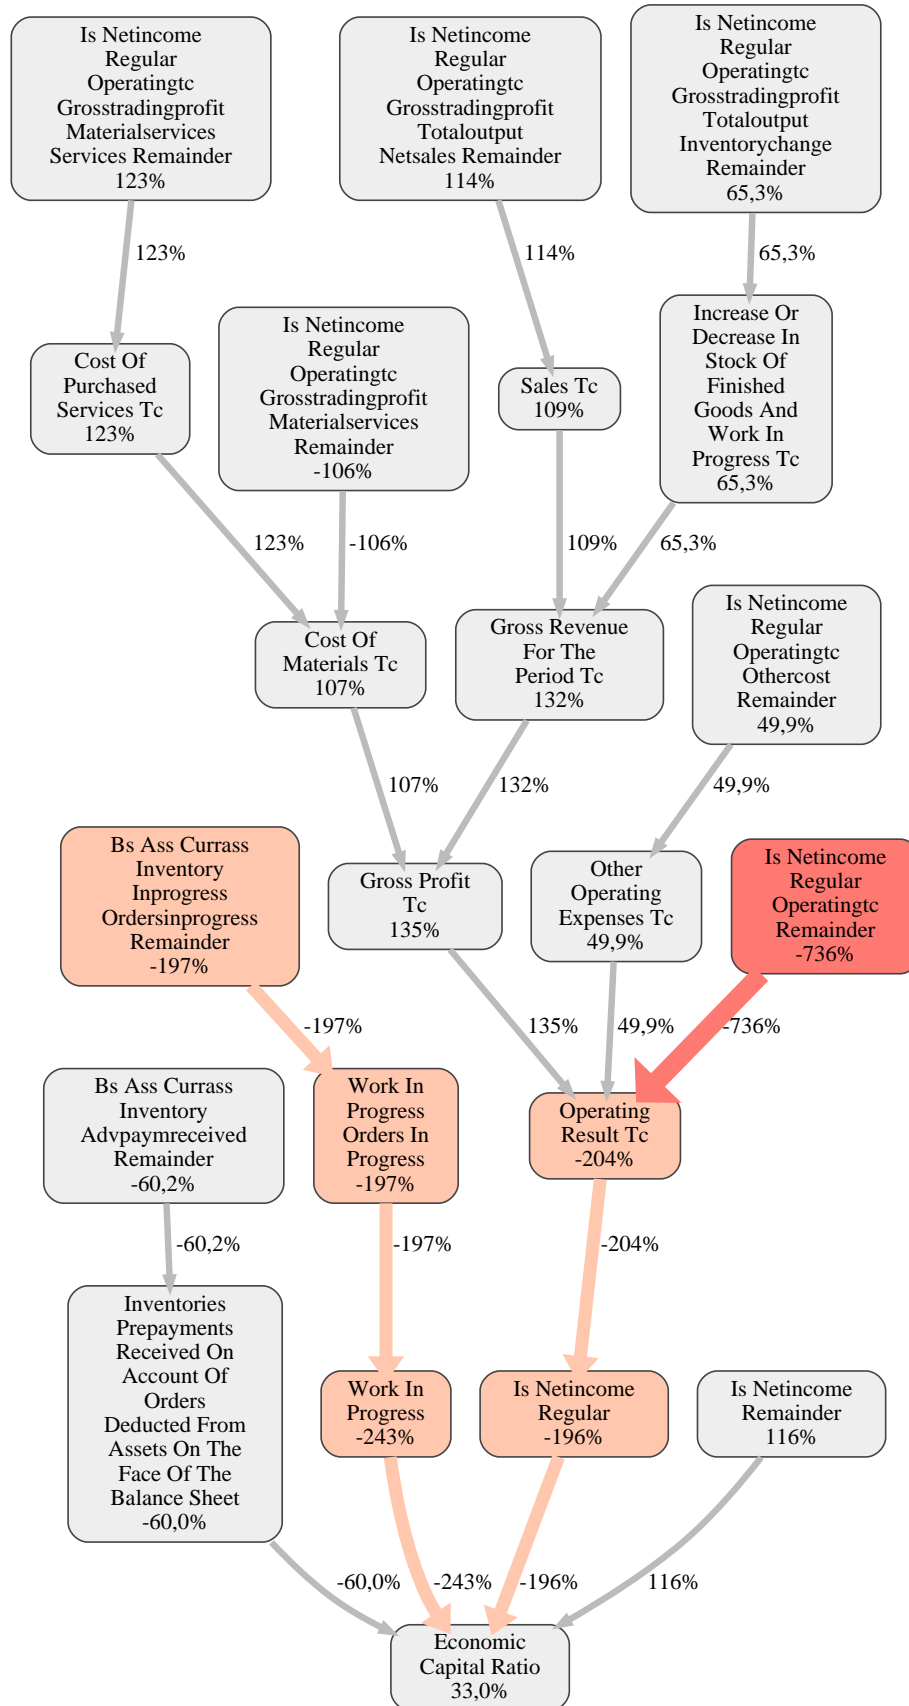 Is Netincome
Regular
Operatingtc
Grosstradingprofit
Materialservices
Services Remainder
123%
Is Netincome
Regular
Operatingtc
Grosstradingprofit
Totaloutput
Netsales Remainder
114%
Is Netincome
Regular
Operatingtc
Grosstradingprofit
Totaloutput
Inventorychange
Remainder
65,3%
123%
114%
65,3%
Cost Of
Purchased
Services Tc
123%
Is Netincome
Regular
Operatingtc
Grosstradingprofit
Materialservices
Remainder
-106%
Sales Tc
109%
Increase Or
Decrease In
Stock Of
Finished
Goods And
Work In
Progress Tc
65,3%
123%
-106%
109%
65,3%
Cost Of
Materials Tc
107%
Gross Revenue
For The
Period Tc
132%
Is Netincome
Regular
Operatingtc
Othercost
Remainder
49,9%
107%
132%
49,9%
Bs Ass Currass
Inventory
Inprogress
Ordersinprogress
Remainder
-197%
Gross Profit
Tc
135%
Other
Operating
Expenses Tc
49,9%
Is Netincome
Regular
Operatingtc
Remainder
-736%
-197%
135%
49,9%
-736%
Bs Ass Currass
Inventory
Advpaymreceived
Remainder
-60,2%
Work In
Progress
Orders In
Progress
-197%
Operating
Result Tc
-204%
-60,2%
-197%
-204%
Inventories
Prepayments
Received On
Account Of
Orders
Deducted From
Assets On The
Face Of The
Balance Sheet
-60,0%
Work In
Progress
-243%
Is Netincome
Regular
-196%
Is Netincome
Remainder
116%
-60,0%
-243%
-196%
116%
Economic
Capital Ratio
33,0%